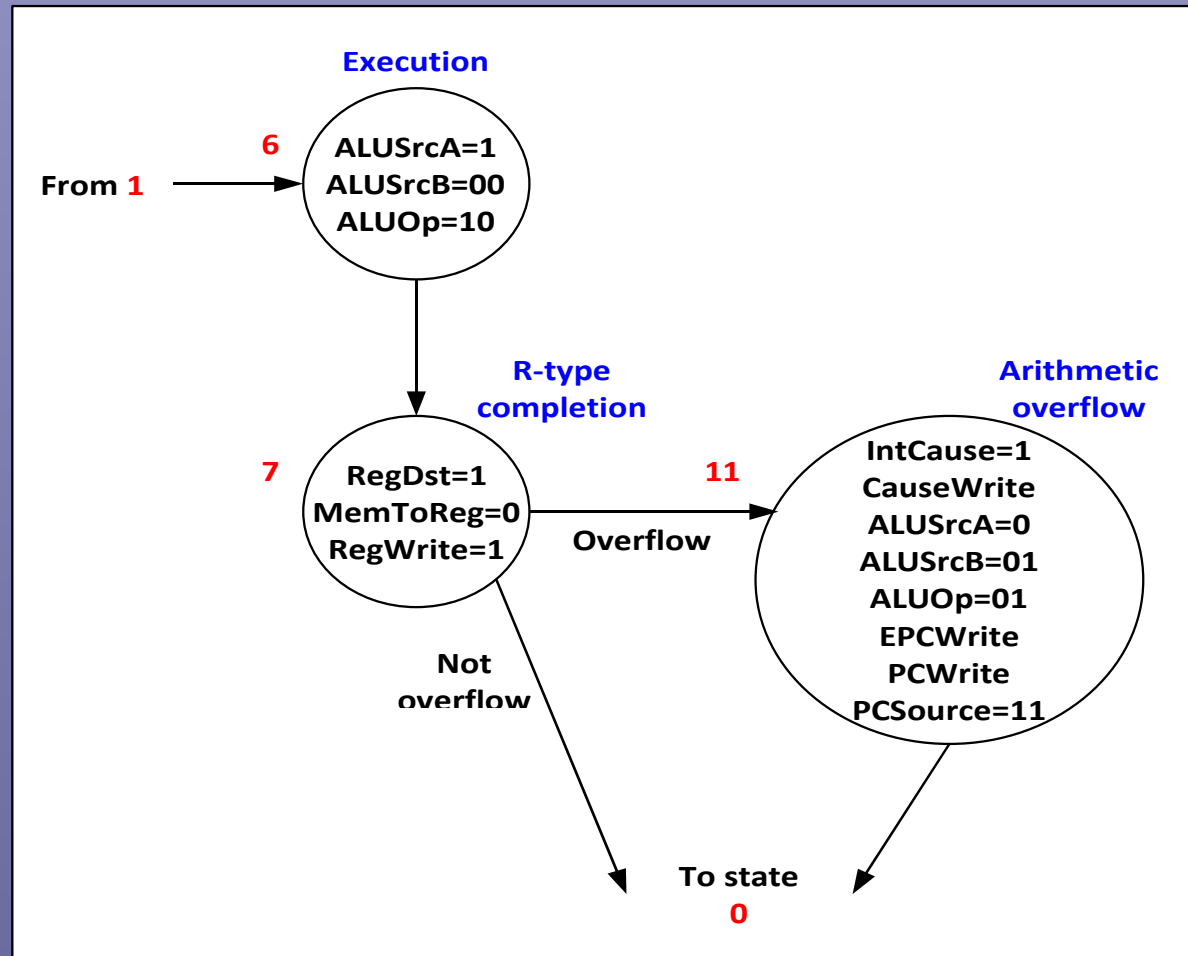 Execution
6
ALUSrcA=1
ALUSrcB=00
ALUOp=10
From 1
R-type
completion
7
RegDst=1
MemToReg=0
RegWrite=1
11
Overflow
Arithmetic
overflow
IntCause=1
CauseWrite
ALUSrcA=0
ALUSrcB=01
ALUOp=01
EPCWrite
PCWrite
PCSource=11
Not
overflow
To state
0